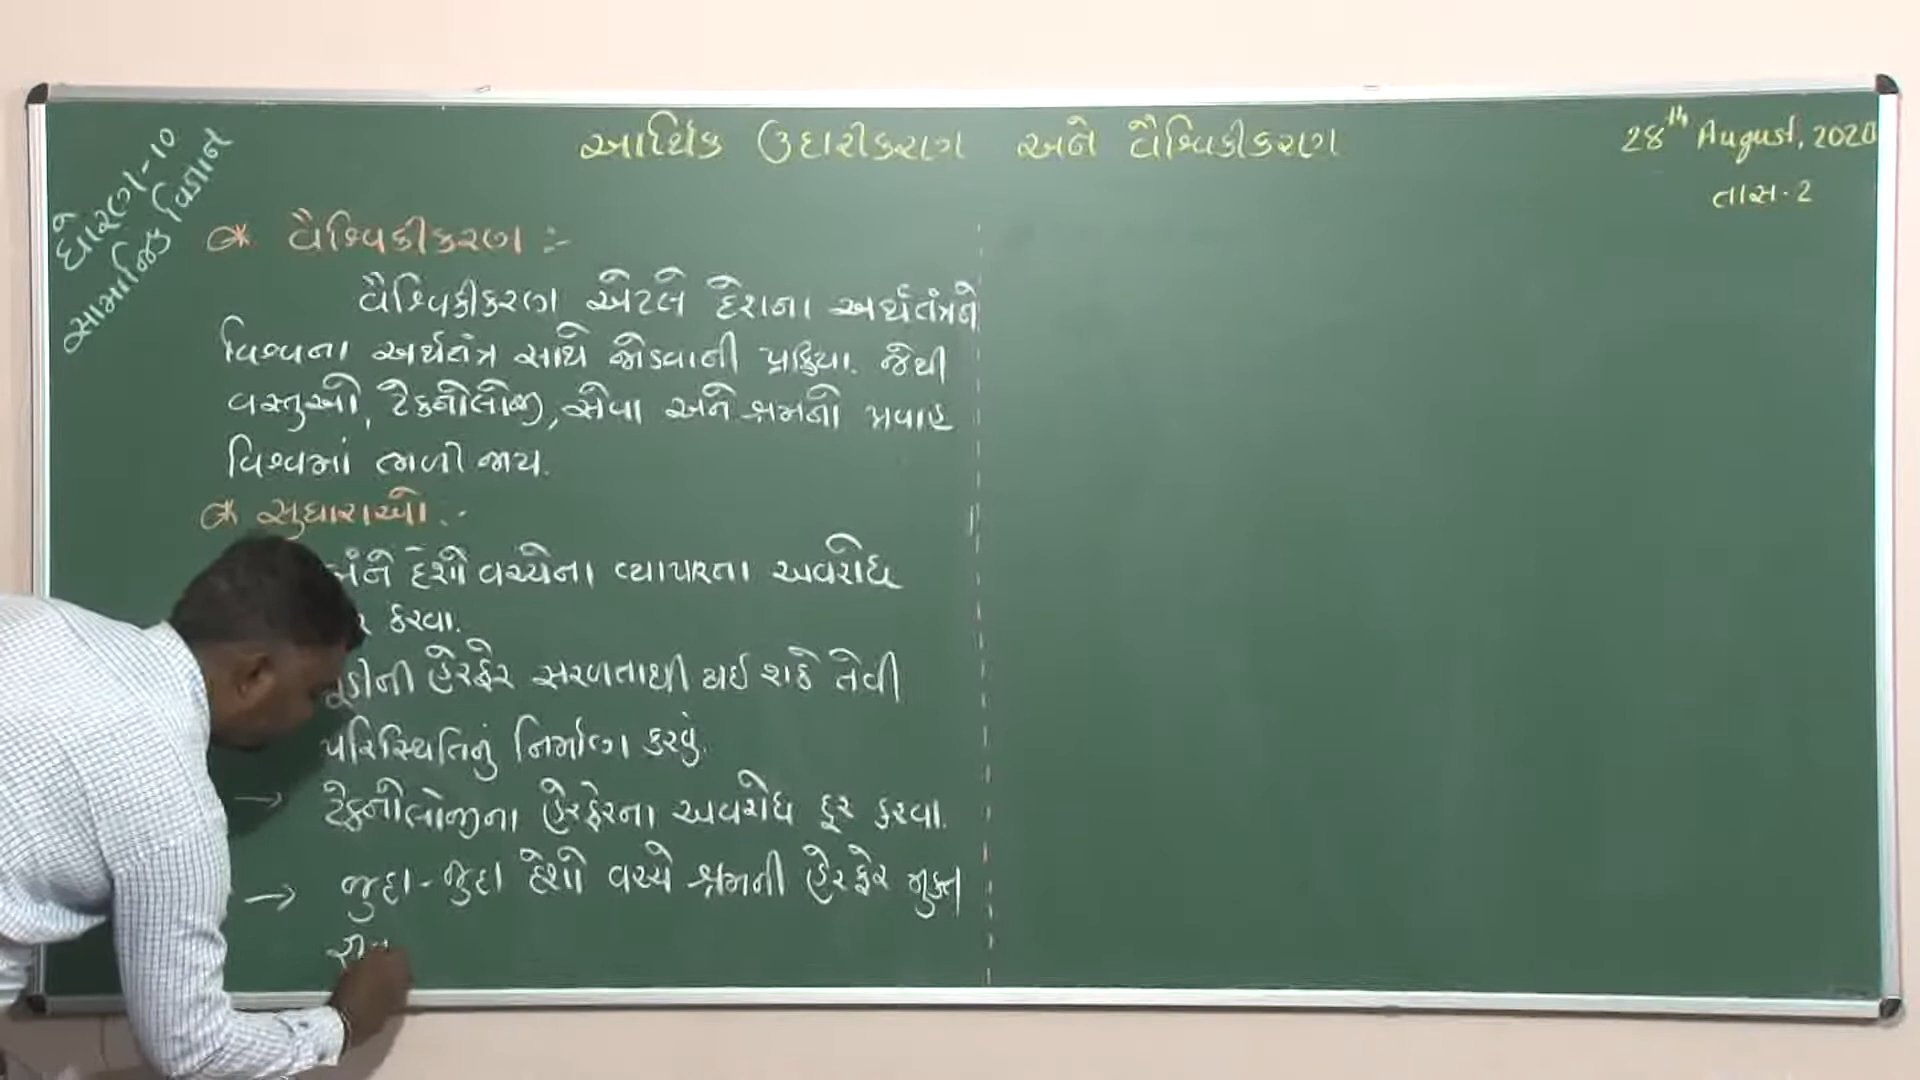 ધોરણ-10
સામાજિક વિજ્ઞાન
આર્થિક ઉદારીકરણ અને વૈશ્વિકીકરણ
28th August, 2020
તાસ-2
વૈશ્વિકીકરણ :-
વૈશ્વિકીકરણ એટલે દેશના અર્થતંત્રને
વિશ્વના અર્થતંત્ર સાથે જોડવાની પ્રક્રિયા. જેથી
વસ્તુઓ, ટેકનોલોજી, સેવા અને શ્રમનો પ્રવાહ
વિશ્વમાં ભળી જાય.
સુધારાઓ :-
બંને દેશો વચ્ચેના વ્યાપારના અવરોધ
કરવા.
હેરફેર સરળતાથી થઈ શકે તેવી
પરિસ્થિતિનું નિર્માણ કરવું.
→ ટેકનોલોજીના હેરફેરના અવરોધ દૂર કરવા.
→ જુદા-જુદા દેશો વચ્ચે શ્રમની હેરફેર મુક્ત